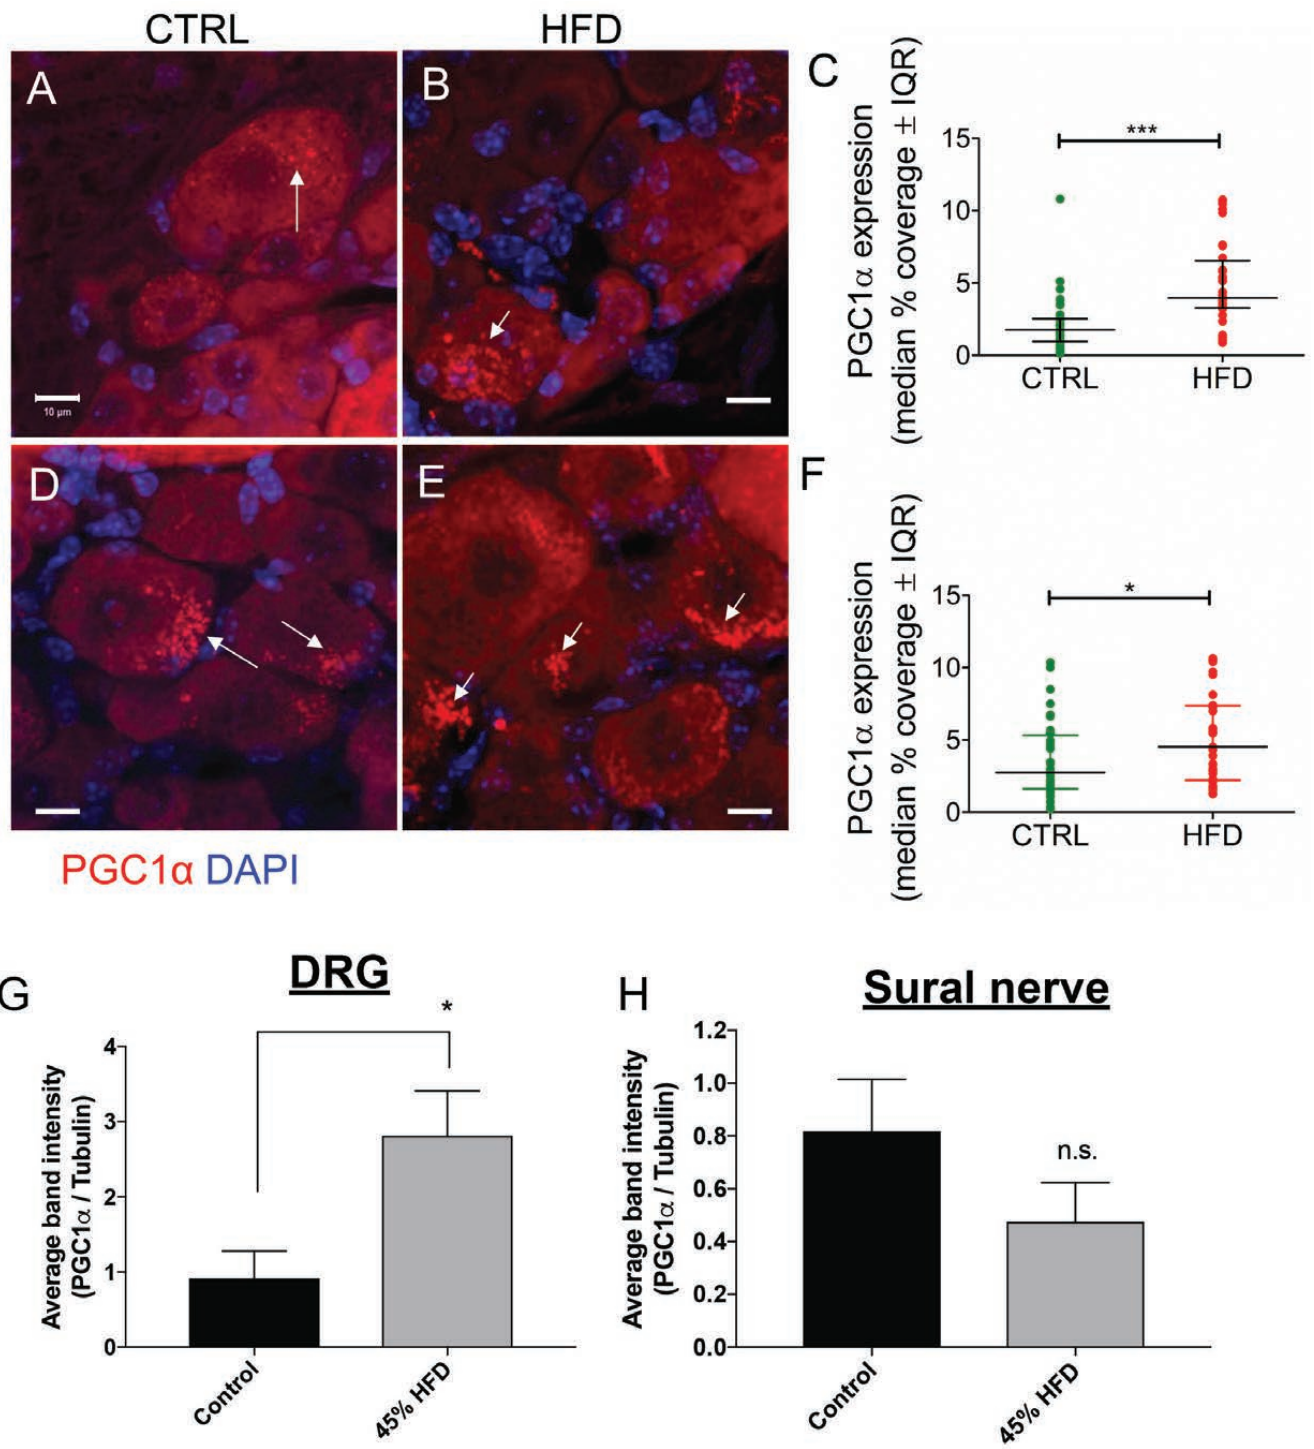 CTRL
HFD
A
B
10 µm
C
PGC1α expression
(median % coverage ± IQR)
15
10
5
0
***
CTRL
HFD
D
E
F
PGC1α expression
(median % coverage ± IQR)
15
10
5
0
*
CTRL
HFD
PGC1α DAPI
G
DRG
*
Average band intensity
(PGC1α / Tubulin)
4
3
2
1
0
Control
45% HFD
H
Sural nerve
Average band intensity
(PGC1α / Tubulin)
1.2
1.0
0.8
0.6
0.4
0.2
0.0
n.s.
Control
45% HFD